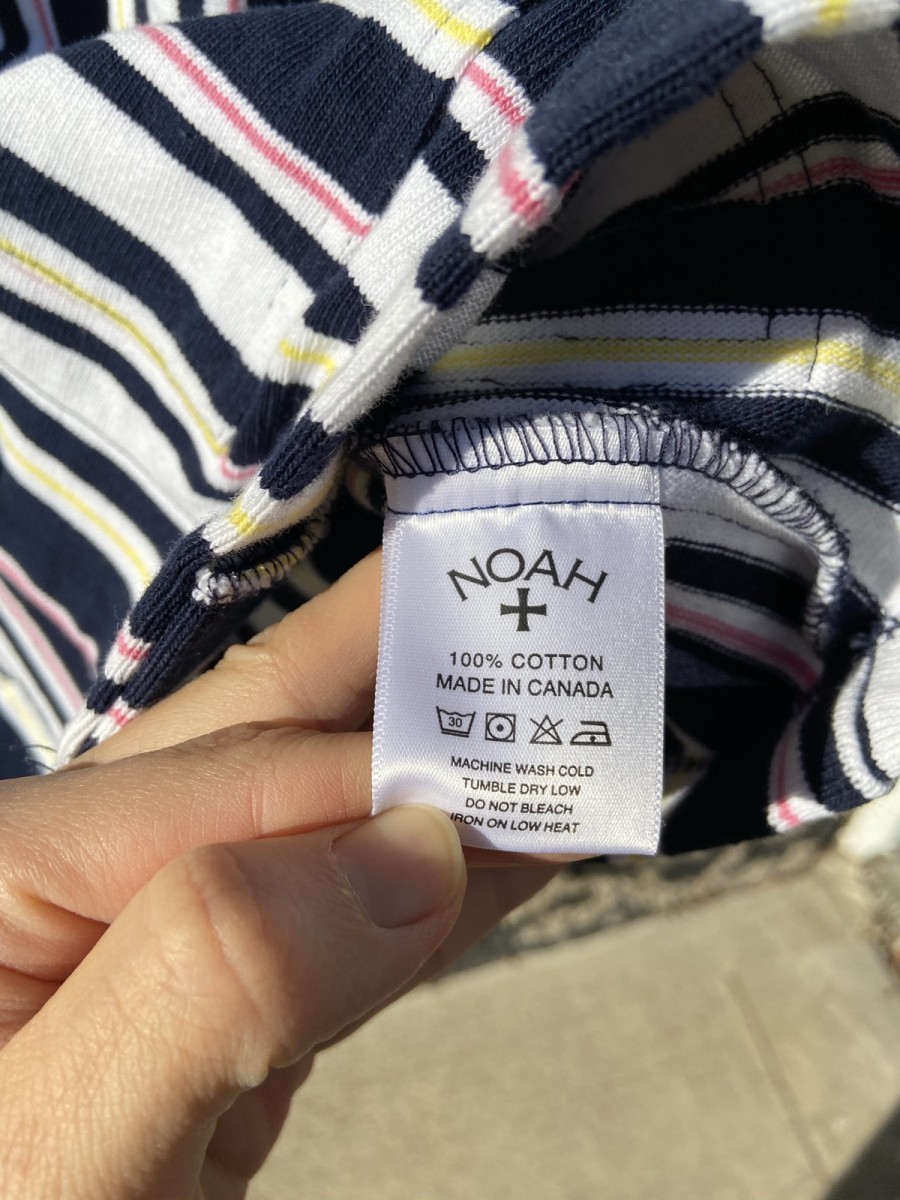 NOAH
100% COTTON
MADE IN CANADA
30
MACHINE WASH COLD
TUMBLE DRY LOW
DO NOT BLEACH
IRON ON LOW HEAT